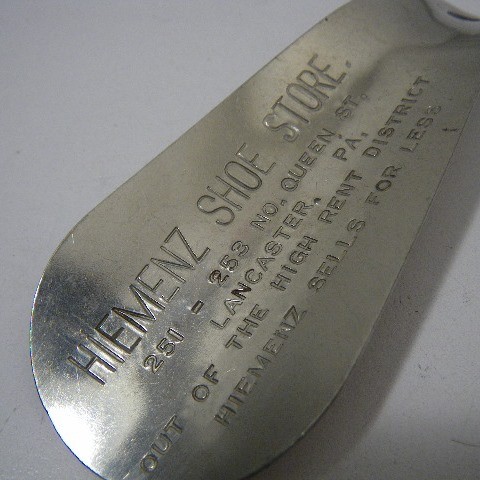 HIEMENZ SHOE STORE.
251 - 253 NO. QUEEN ST.
LANCASTER, PA,
OUT OF THE HIGH RENT DISTRICT
HIEMENZ SELLS FOR LESS